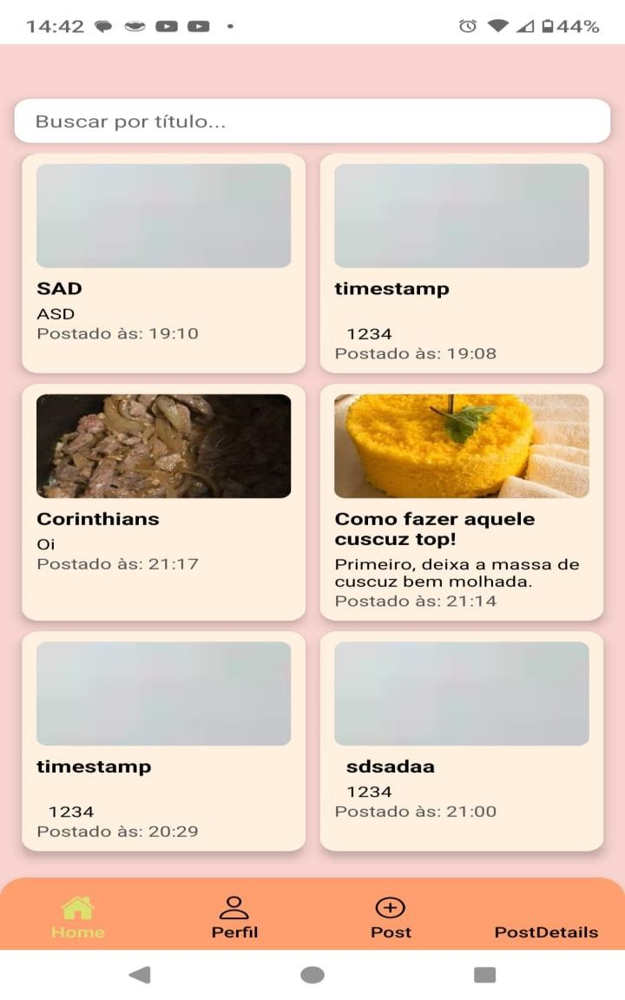 14:42
44%
Buscar por título...
SAD
ASD
Postado às: 19:10
timestamp
1234
Postado às: 19:08
Corinthians
Oi
Postado às: 21:17
Como fazer aquele
cuscuz top!
Primeiro, deixa a massa de
cuscuz bem molhada.
Postado às: 21:14
timestamp
1234
Postado às: 20:29
sdsadaa
1234
Postado às: 21:00
Home
Perfil
Post
PostDetails